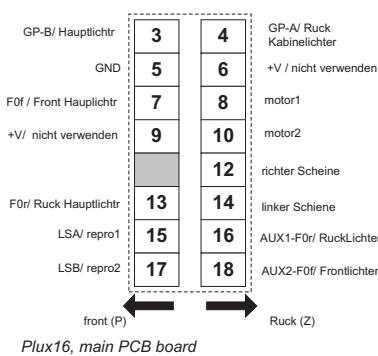 GP-B/ Hauptlichtr 3 4 GP-A/ Ruck
Kabinelichter
GND 5 6 +V / nicht verwenden
F0f / Front Hauplichtr 7 8 motor1
+V/ nicht verwenden 9 10 motor2
12 richter Scheine
F0r/ Ruck Hauptlichtr 13 14 linker Schiene
LSA/ repro1 15 16 AUX1-F0r/ RuckLichter
LSB/ repro2 17 18 AUX2-F0f/ Frontlichter
front (P) Ruck (Z)
Plux16, main PCB board